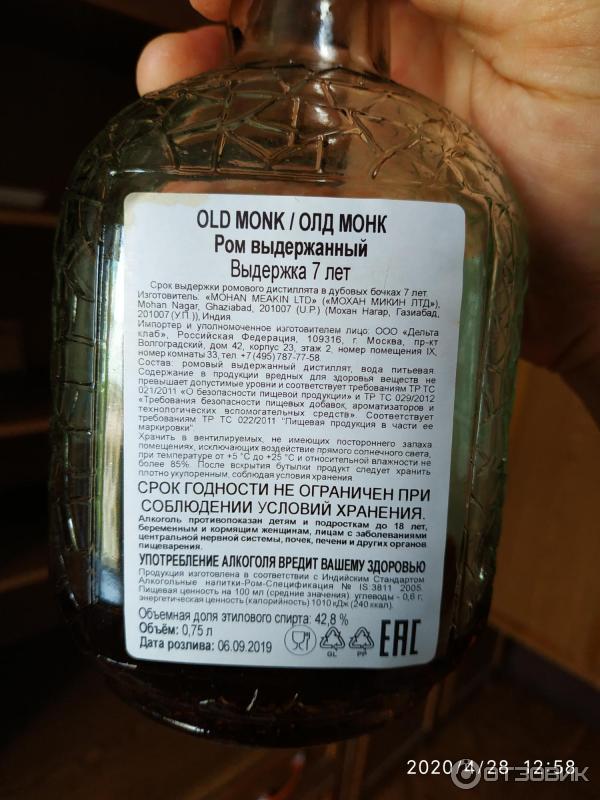 OLD MONK / ОЛД МОНК
Ром выдержанный
Выдержка 7 лет
Срок выдержки ромового дистиллята в дубовых бочках 7 лет.
Изготовитель: «MOHAN MEAKIN LTD» («МОХАН МИКИН ЛТД»),
Mohan Nagar, Ghaziabad, 201007 (U.P.) (Мохан Нагар, Газиабад,
201007 (У.П.)), Индия.
Импортер и уполномоченное изготовителем лицо: ООО «Дельта
клаб», Российская Федерация, 109316, г. Москва, пр-кт
Волгоградский, дом 42, корпус 23, этаж 2, номер помещения IX,
номер комнаты 33, тел. +7 (495) 787-77-58.
Состав: ромовый выдержанный дистиллят, вода питьевая.
Содержание в продукции вредных для здоровья веществ не
превышает допустимые уровни и соответствует требованиям ТР ТС
021/2011 «О безопасности пищевой продукции» и ТР ТС 029/2012
«Требования безопасности пищевых добавок, ароматизаторов и
технологических вспомогательных средств». Соответствует
требованиям ТР ТС 022/2011 "Пищевая продукция в части ее
маркировки".
Хранить в вентилируемых, не имеющих постороннего запаха
помещениях, исключающих воздействие прямого солнечного света,
при температуре от +5 °С до +25 °С и относительной влажности не
более 85%. После вскрытия бутылки продукт следует хранить
плотно укупоренным, соблюдая условия хранения.
СРОК ГОДНОСТИ НЕ ОГРАНИЧЕН ПРИ
СОБЛЮДЕНИИ УСЛОВИЙ ХРАНЕНИЯ.
Алкоголь противопоказан детям и подросткам до 18 лет,
беременным и кормящим женщинам, лицам с заболеваниями
центральной нервной системы, почек, печени и других органов
пищеварения.
УПОТРЕБЛЕНИЕ АЛКОГОЛЯ ВРЕДИТ ВАШЕМУ ЗДОРОВЬЮ
Продукция изготовлена в соответствии с Индийским Стандартом
Алкогольные напитки-Ром-Спецификация № IS 3811 2005.
Пищевая ценность на 100 мл (средние значения): углеводы - 0,6 г,
энергетическая ценность (калорийность) 1010 кДж (240 ккал).
Объемная доля этилового спирта: 42,8 %
Объём: 0,75 л
Дата розлива: 06.09.2019
GL PP EAC
2020/4/28 12:58
ОТЗОВИК